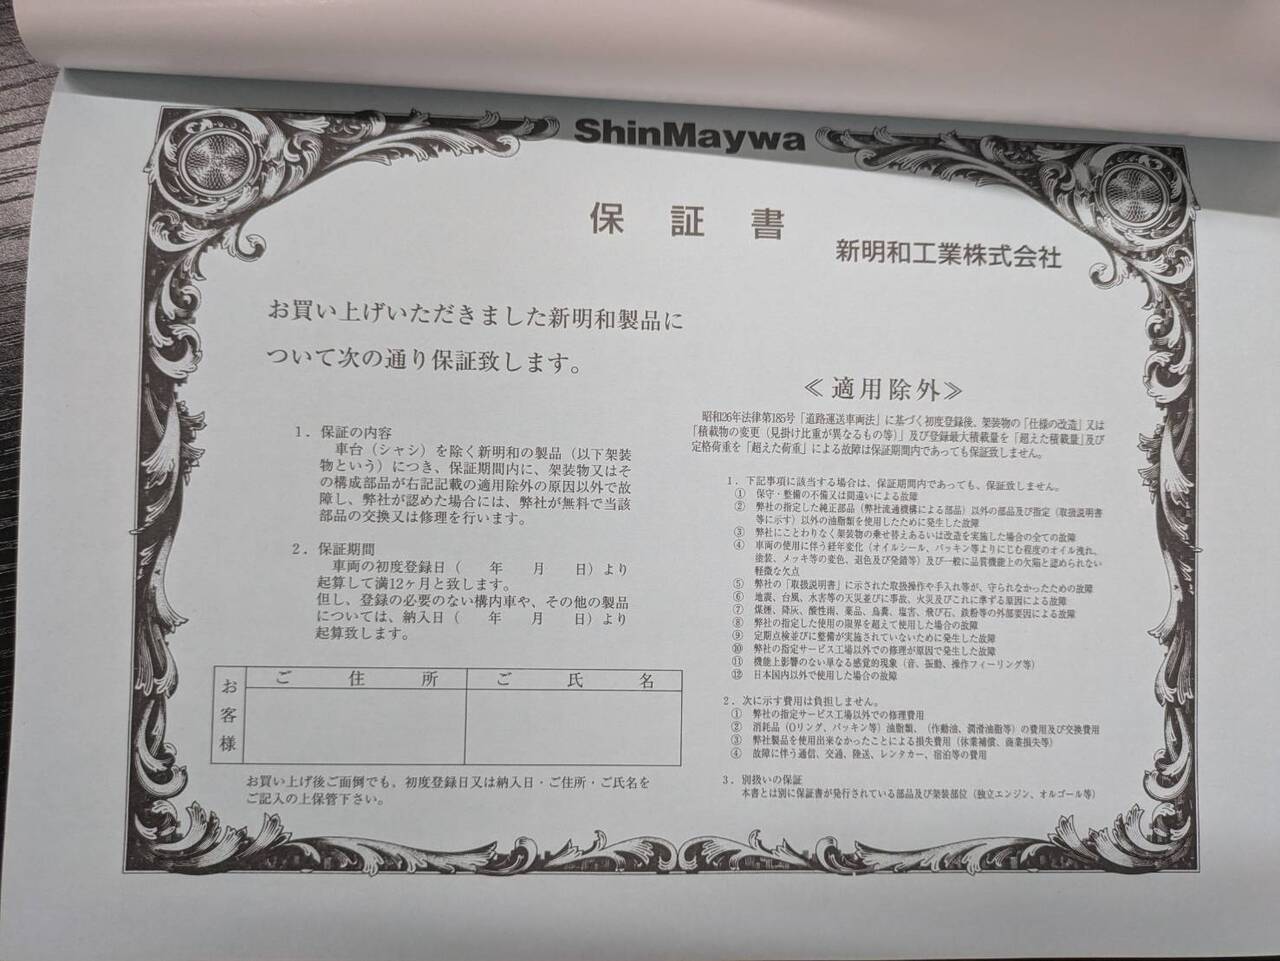 ShinMaywa
保証書
新明和工業株式会社
お買い上げいただきました新明和製品に
ついて次の通り保証致します。
1．保証の内容
車台（シャシ）を除く新明和の製品（以下架装
物という）につき、保証期間内に、架装物又はそ
の構成部品が右記記載の適用除外の原因以外で故
障し、弊社が認めた場合には、弊社が無料で当該
部品の交換又は修理を行います。
2．保証期間
車両の初度登録日（　年　月　日）より
起算して満12ヶ月と致します。
但し、登録の必要のない構内車や、その他の製品
については、納入日（　年　月　日）より
起算致します。
お客様
ご住所
ご氏名
お買い上げ後ご面倒でも、初度登録日又は納入日・ご住所・ご氏名を
ご記入の上保管下さい。
≪適用除外≫
昭和26年法律第185号「道路運送車両法」に基づく初度登録後、架装物の「仕様の改造」又は
「積載物の変更（見掛け比重が異なるもの等）」及び登録最大積載量を「超えた積載量」及び
定格荷重を「超えた荷重」による故障は保証期間内であっても保証致しません。
1．下記事項に該当する場合は、保証期間内であっても、保証致しません。
① 保守・整備の不備又は間違いによる故障
② 弊社の指定した純正部品（弊社流通機構による部品）以外の部品及び指定（取扱説明書
等に示す）以外の油脂類を使用したために発生した故障
③ 弊社にことわりなく架装物の乗せ替えあるいは改造を実施した場合の全ての故障
④ 車両の使用に伴う経年変化（オイルシール、パッキン等よりにじむ程度のオイル洩れ、
塗装、メッキ等の変色、退色及び発錆等）及び一般に品質機能上の欠陥と認められない
軽微な欠点
⑤ 弊社の「取扱説明書」に示された取扱操作や手入れ等が、守られなかったための故障
⑥ 地震、台風、水害等の天災並びに事故、火災及びこれに準ずる原因による故障
⑦ 煤煙、降灰、酸性雨、薬品、鳥糞、塩害、飛び石、鉄粉等の外部要因による故障
⑧ 弊社の指定した使用の限界を超えて使用した場合の故障
⑨ 定期点検並びに整備が実施されていないために発生した故障
⑩ 弊社の指定サービス工場以外での修理が原因で発生した故障
⑪ 機能上影響のない単なる感覚的現象（音、振動、操作フィーリング等）
⑫ 日本国内以外で使用した場合の故障
2．次に示す費用は負担しません。
① 弊社の指定サービス工場以外での修理費用
② 消耗品（Oリング、パッキン等）油脂類、（作動油、潤滑油脂等）の費用及び交換費用
③ 弊社製品を使用出来なかったことによる損失費用（休業補償、商業損失等）
④ 故障に伴う通信、交通、陸送、レンタカー、宿泊等の費用
3．別扱いの保証
本書とは別に保証書が発行されている部品及び架装部位（独立エンジン、オルゴール等）